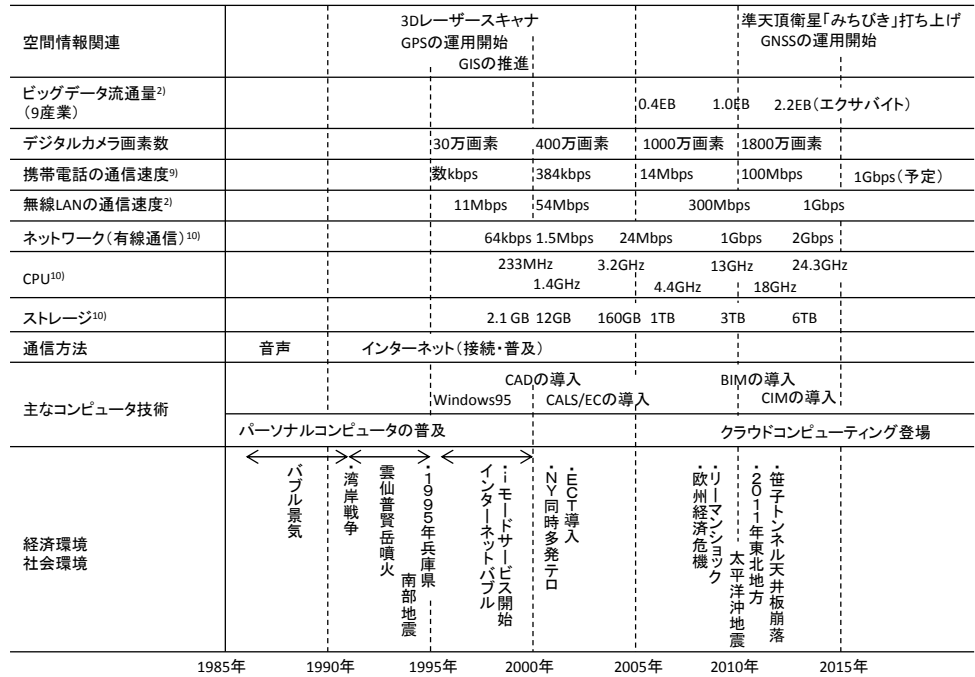 空間情報関連
3Dレーザースキャナ
GPSの運用開始
GISの推進
準天頂衛星「みちびき」打ち上げ
GNSSの運用開始
ビッグデータ流通量2)
（9産業）
0.4EB 1.0EB 2.2EB（エクサバイト）
デジタルカメラ画素数 30万画素 400万画素 1000万画素 1800万画素
携帯電話の通信速度9) 数kbps 384kbps 14Mbps 100Mbps 1Gbps（予定）
無線LANの通信速度2) 11Mbps 54Mbps 300Mbps 1Gbps
ネットワーク（有線通信）10) 64kbps 1.5Mbps 24Mbps 1Gbps 2Gbps
CPU10)
233MHz 3.2GHz 13GHz 24.3GHz
1.4GHz 4.4GHz 18GHz
ストレージ10) 2.1 GB 12GB 160GB 1TB 3TB 6TB
通信方法 音声 インターネット（接続・普及）
主なコンピュータ技術
CADの導入 BIMの導入
Windows95 CALS/ECの導入 CIMの導入
パーソナルコンピュータの普及 クラウドコンピューティング登場
経済環境
社会環境
バブル景気
・湾岸戦争
雲仙普賢岳噴火
・1995年兵庫県
南部地震
インターネットバブル
・iモードサービス開始
・NY同時多発テロ
・ECT導入
・欧州経済危機
・リーマンショック
・2011年東北地方
太平洋沖地震
・笹子トンネル天井板崩落
1985年 1990年 1995年 2000年 2005年 2010年 2015年